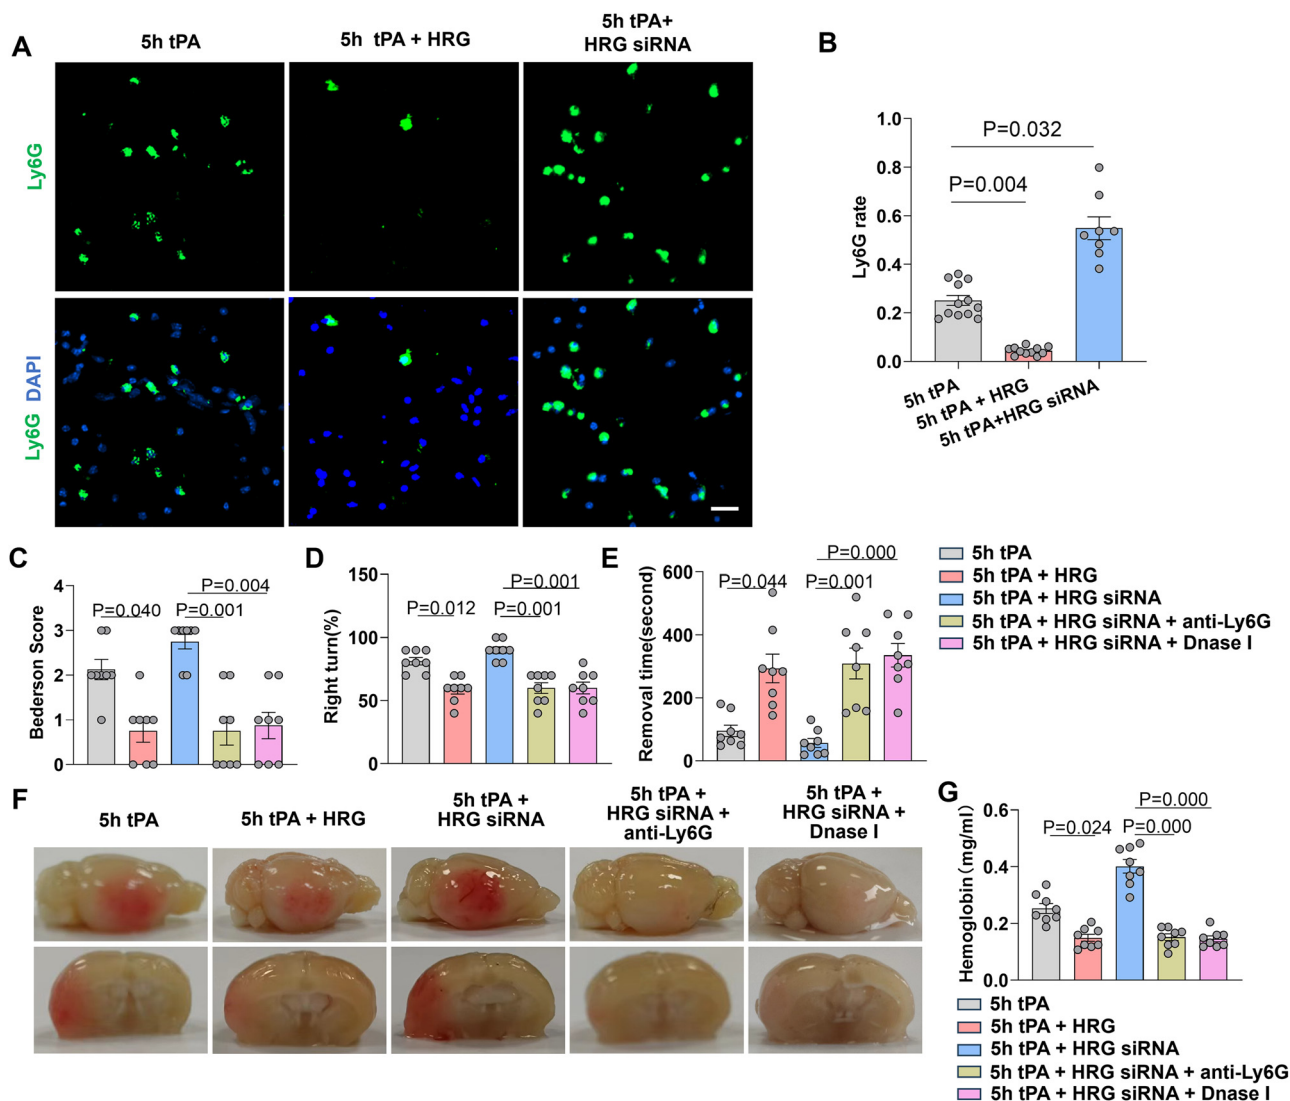 A
5h tPA
5h tPA + HRG
5h tPA+
HRG siRNA
Ly6G
Ly6G DAPI
B
1.0
0.8
0.6
0.4
0.2
0.0
Ly6G rate
P=0.032
P=0.004
5h tPA
5h tPA + HRG
5h tPA+HRG siRNA
C
4
3
2
1
0
Bederson Score
P=0.040
P=0.004
P=0.001
D
150
100
50
0
Right turn(%)
P=0.012
P=0.001
P=0.001
E
600
400
200
0
Removal time(second)
P=0.044
P=0.000
P=0.001
5h tPA
5h tPA + HRG
5h tPA + HRG siRNA
5h tPA + HRG siRNA + anti-Ly6G
5h tPA + HRG siRNA + Dnase I
F
5h tPA
5h tPA + HRG
5h tPA +
HRG siRNA
5h tPA +
HRG siRNA +
anti-Ly6G
5h tPA +
HRG siRNA +
Dnase I
G
0.6
0.4
0.2
0.0
Hemoglobin (mg/ml)
P=0.024
P=0.000
P=0.000
5h tPA
5h tPA + HRG
5h tPA + HRG siRNA
5h tPA + HRG siRNA + anti-Ly6G
5h tPA + HRG siRNA + Dnase I